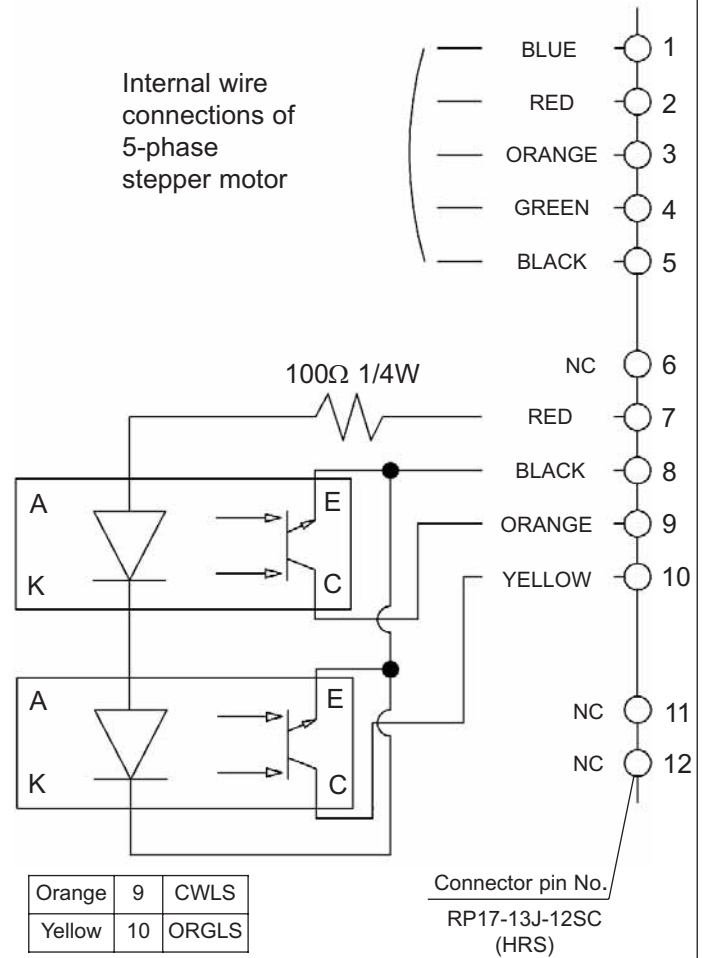 BLUE 1
Internal wire
connections of
5-phase
stepper motor
RED 2
ORANGE 3
GREEN 4
BLACK 5
NC 6
100Ω 1/4W
RED 7
BLACK 8
A E
ORANGE 9
K C
YELLOW 10
A E
NC 11
K C
NC 12
Orange 9 CWLS
Yellow 10 ORGLS
Connector pin No.
RP17-13J-12SC
(HRS)